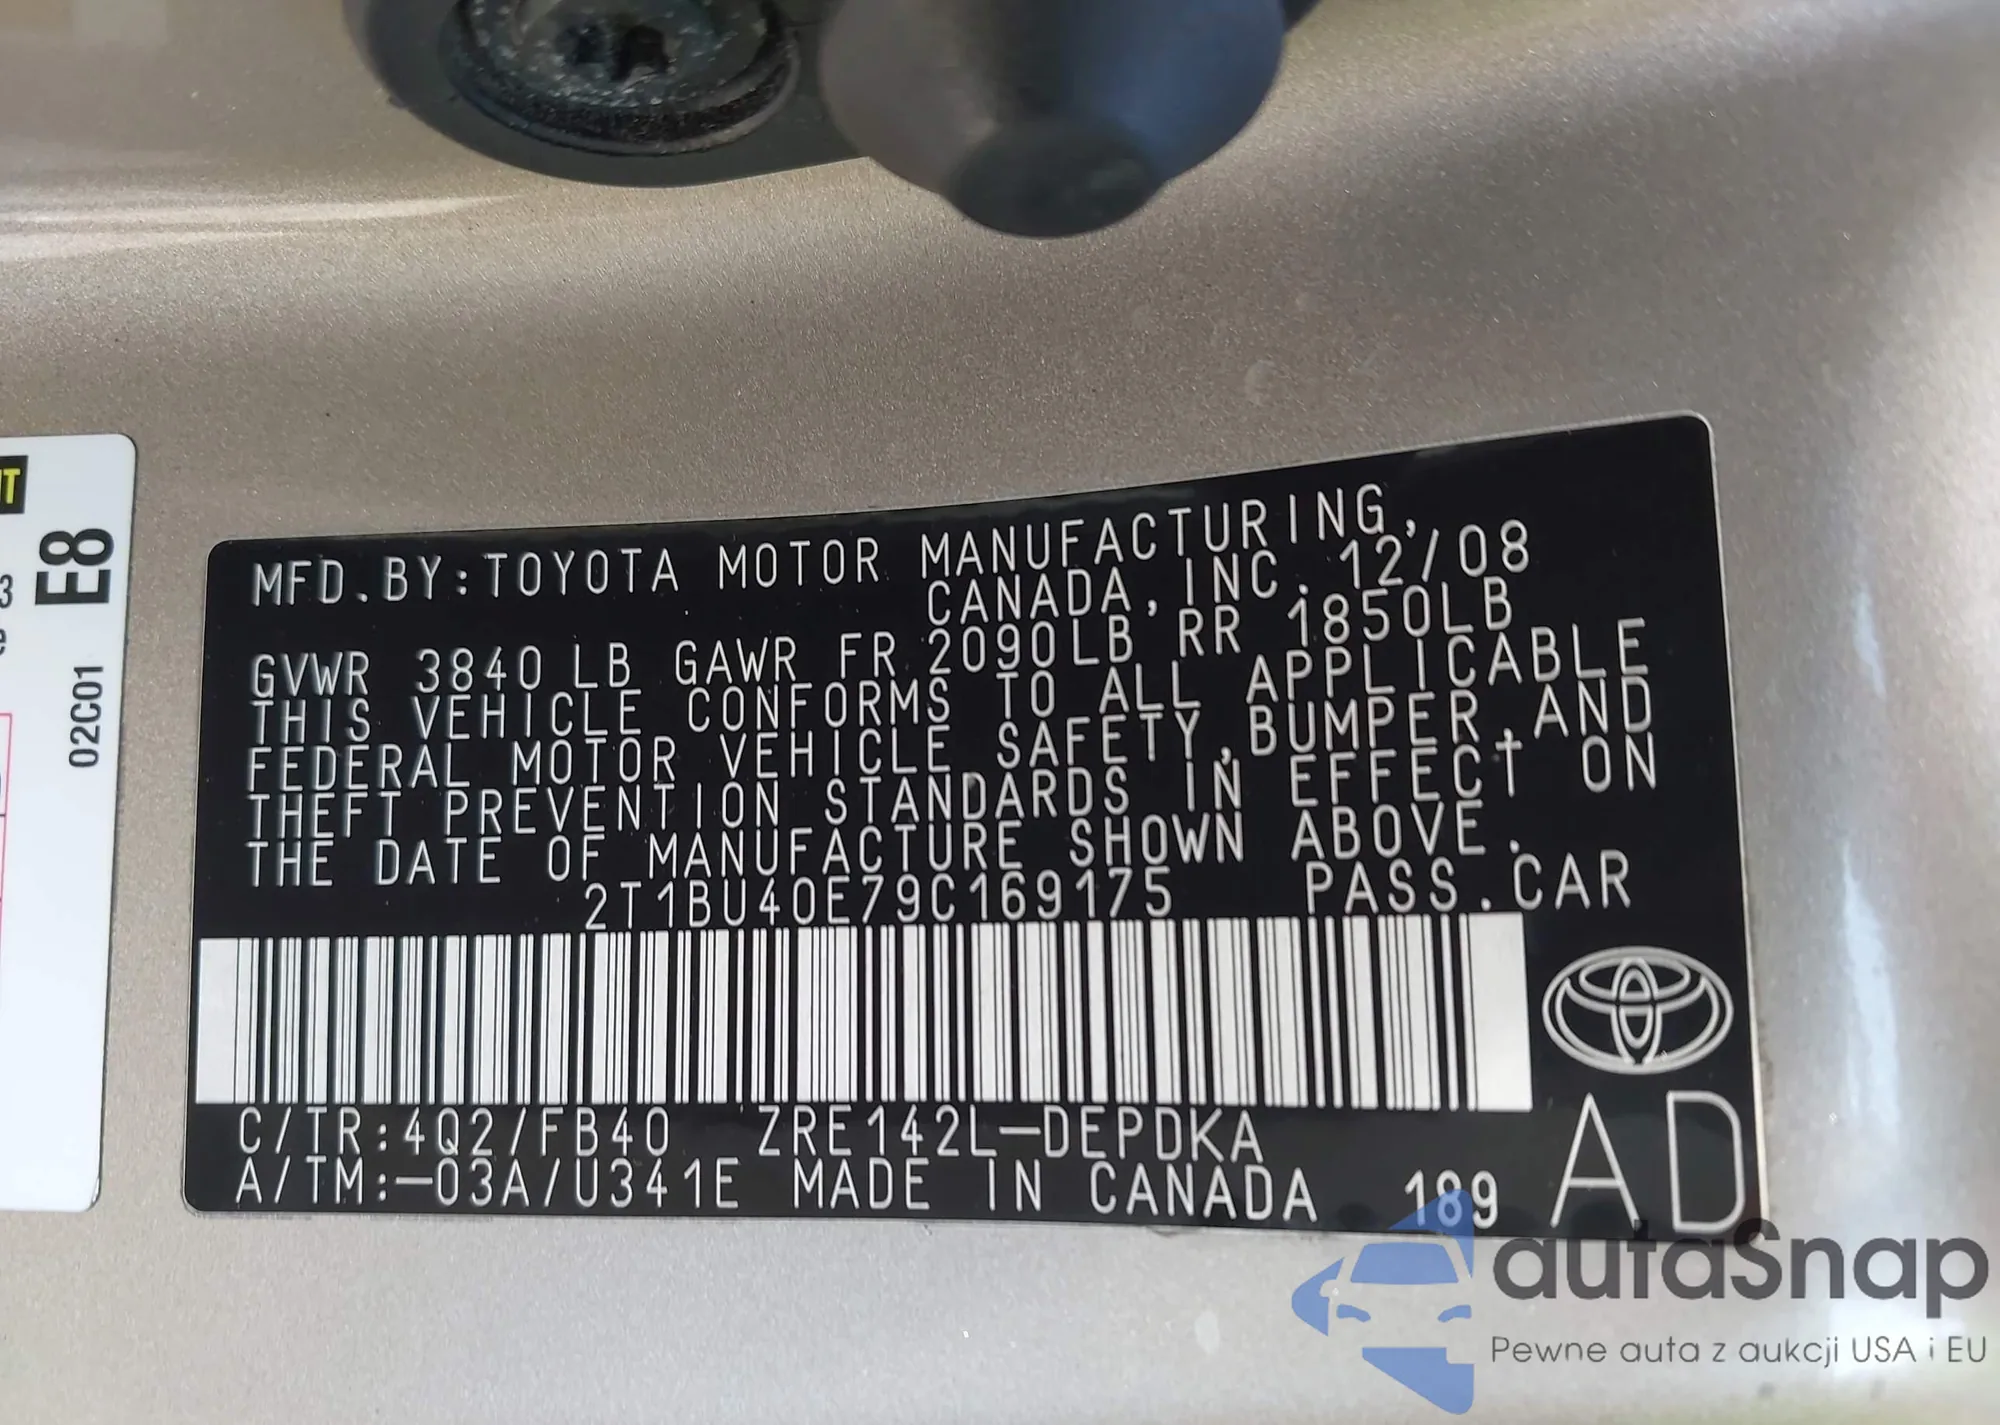 MFD.BY:TOYOTA MOTOR MANUFACTURING,
CANADA,INC. 12/08
GVWR 3840LB GAWR FR 2090LB RR 1850LB
THIS VEHICLE CONFORMS TO ALL APPLICABLE
FEDERAL MOTOR VEHICLE SAFETY,BUMPER,AND
THEFT PREVENTION STANDARDS IN EFFECT ON
THE DATE OF MANUFACTURE SHOWN ABOVE.
2T1BU40E79C169175 PASS.CAR
C/TR:4Q2/FB40 ZRE142L-DEPDKA
A/TM:-03A/U341E MADE IN CANADA 189
AD
E8
02C01
autaSnap
Pewne auta z aukcji USA i EU